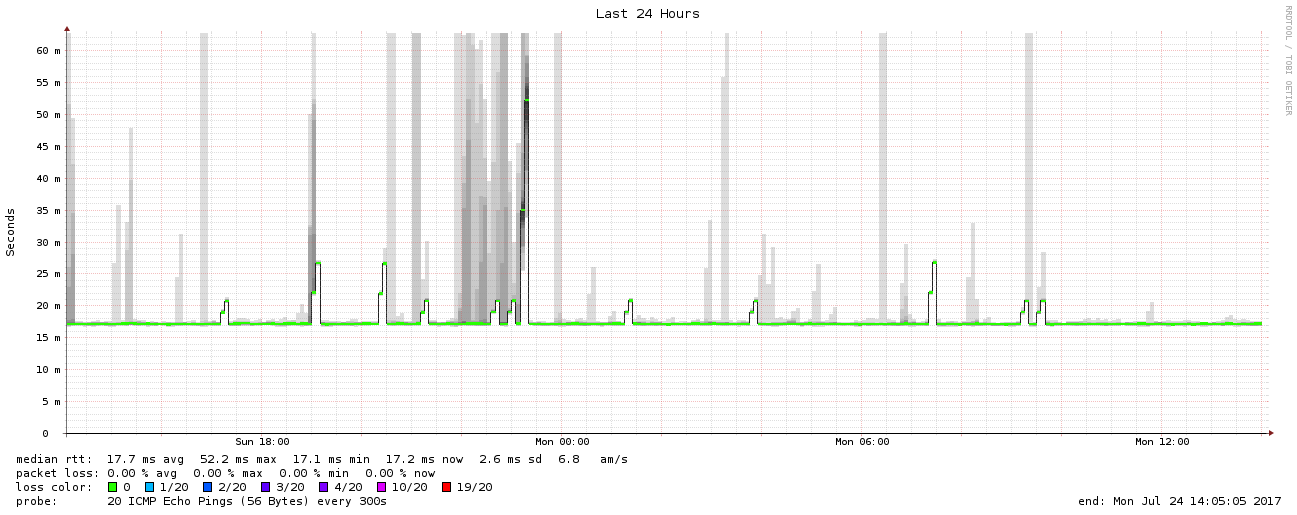 Last 24 Hours
RRDTOOL / TOBI OETIKER
Seconds
60 m
55 m
50 m
45 m
40 m
35 m
30 m
25 m
20 m
15 m
10 m
5 m
0
Sun 18:00 Mon 00:00 Mon 06:00 Mon 12:00
median rtt: 17.7 ms avg 52.2 ms max 17.1 ms min 17.2 ms now 2.6 ms sd 6.8 am/s
packet loss: 0.00 % avg 0.00 % max 0.00 % min 0.00 % now
loss color: 0 1/20 2/20 3/20 4/20 10/20 19/20
probe: 20 ICMP Echo Pings (56 Bytes) every 300s end: Mon Jul 24 14:05:05 2017